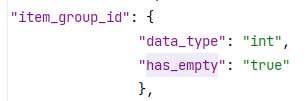 "item_group_id": {
"data_type": "int",
"has_empty": "true"
},